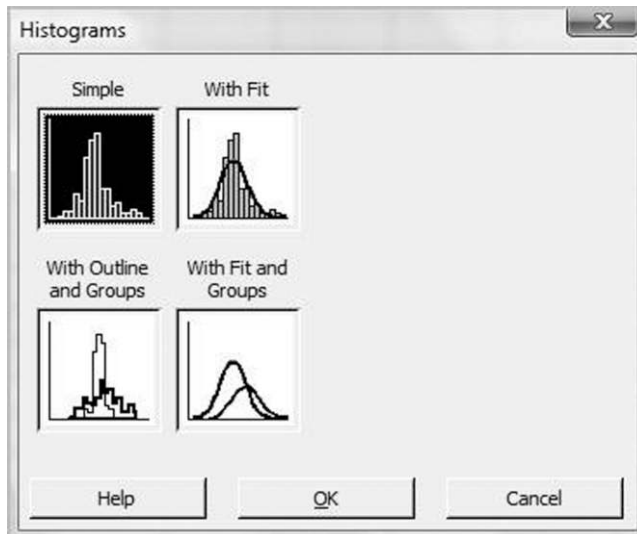 Histograms
Simple
With Fit
With Outline
and Groups
With Fit and
Groups
Help
OK
Cancel